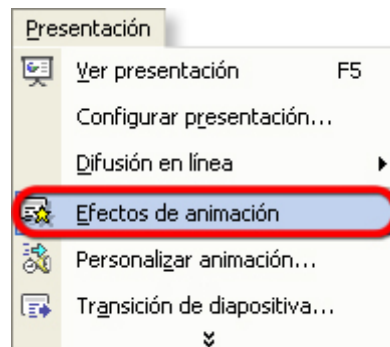 Presentación
Ver presentación F5
Configurar presentación...
Difusión en línea
Efectos de animación
Personalizar animación...
Transición de diapositiva...